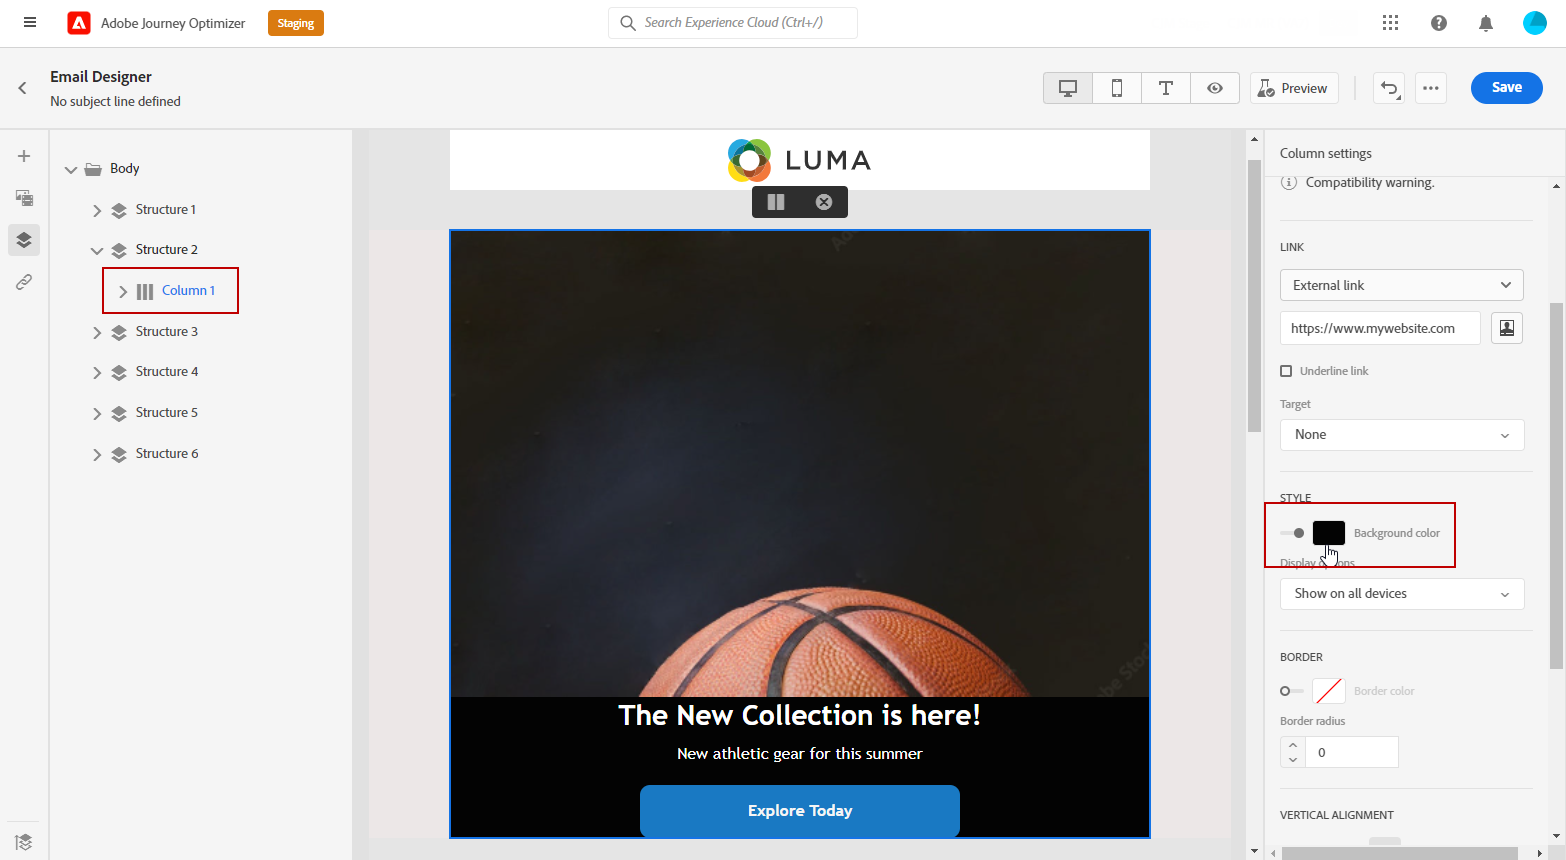 Adobe Journey Optimizer
Staging
Search Experience Cloud (Ctrl+/)
Email Designer
No subject line defined
Preview
Save
Body
Structure 1
Structure 2
Column 1
Structure 3
Structure 4
Structure 5
Structure 6
LUMA
The New Collection is here!
New athletic gear for this summer
Explore Today
Column settings
Compatibility warning.
LINK
External link
https://www.mywebsite.com
Underline link
Target
None
STYLE
Background color
Display options
Show on all devices
BORDER
Border color
Border radius
0
VERTICAL ALIGNMENT